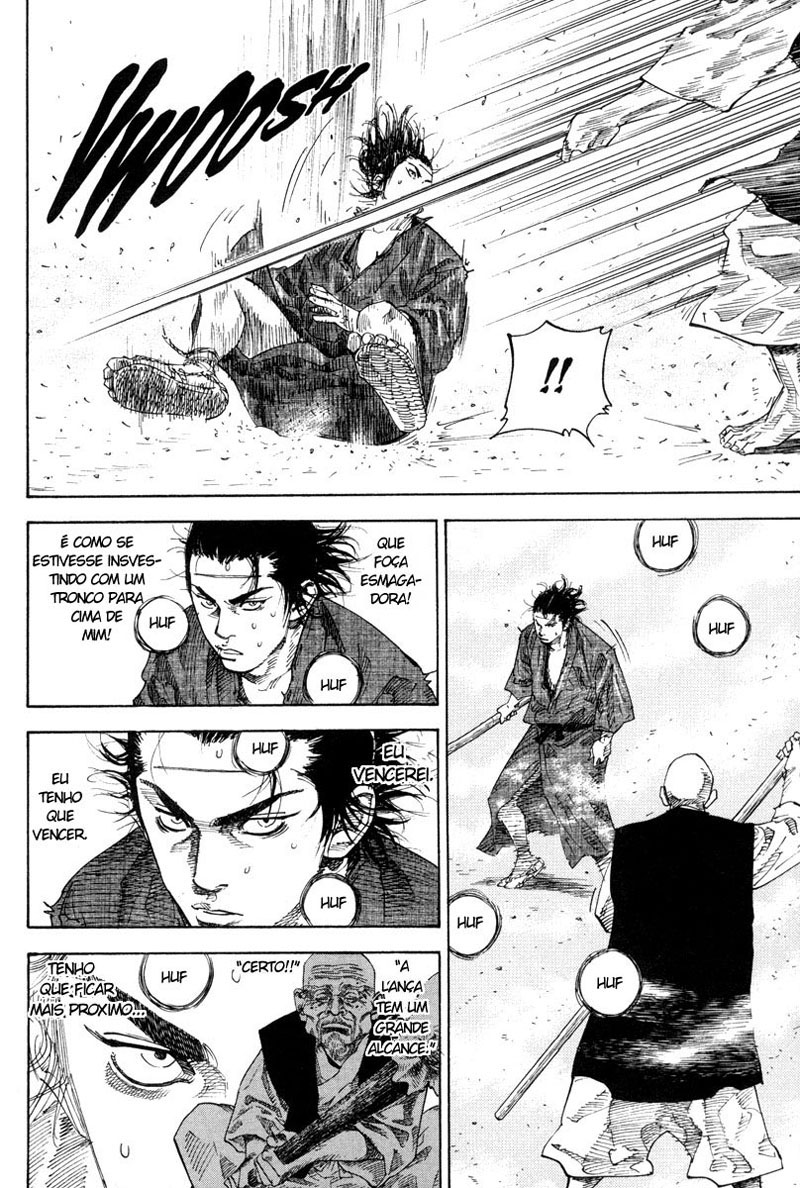 VWOOSH
!!
HUF
HUF
HUF
HUF
QUE
FOÇA
ESMAGA-
DORA!
É COMO SE
ESTIVESSE INSVES-
TINDO COM UM
TRONCO PARA
CIMA DE
MIM!
HUF
HUF
EU
VENCEREI.
HUF
EU
TENHO
QUE
VENCER.
HUF
"A
LANÇA
TEM UM
GRANDE
ALCANCE."
"CERTO!!"
HUF
TENHO
QUE FICAR
MAIS PROXIMO...